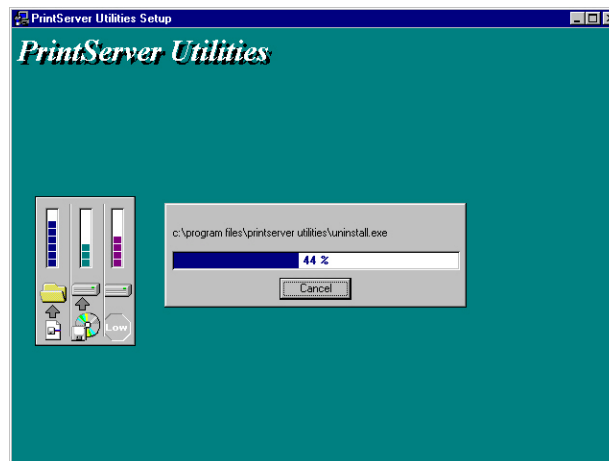 PrintServer Utilities Setup
PrintServer Utilities
c:\program files\printserver utilities\uninstall.exe
44 %
Cancel
Low